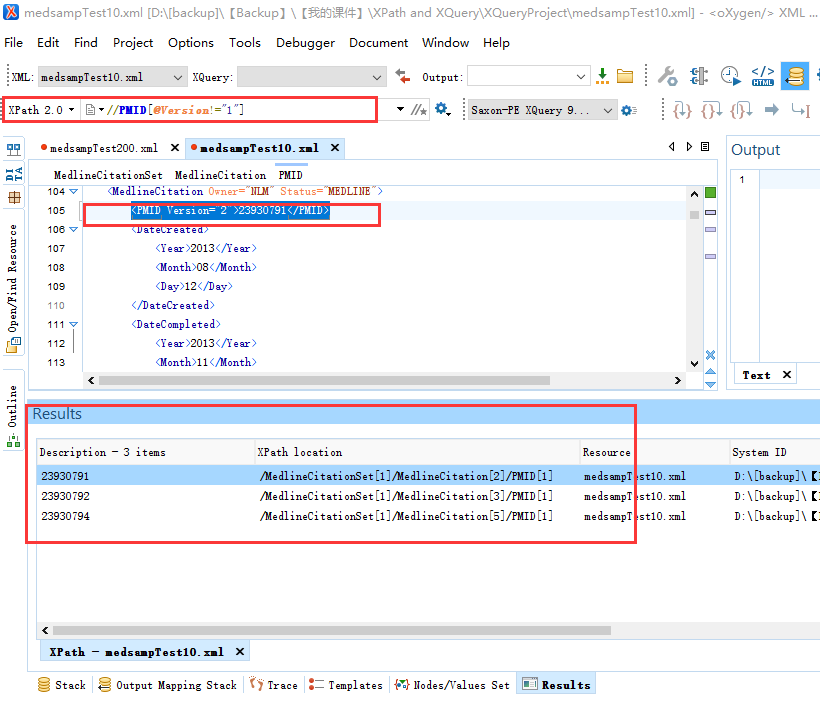 medsampTest10.xml [D:\[backup]\【Backup】\【我的课件】\XPath and XQuery\XQueryProject\medsampTest10.xml] - <oXygen/> XML ...
File Edit Find Project Options Tools Debugger Document Window Help
XML: medsampTest10.xml XQuery: Output:
XPath 2.0 //PMID[@Version!="1"] Saxon-PE XQuery 9...
medsampTest200.xml medsampTest10.xml
MedlineCitationSet MedlineCitation PMID
104 <MedlineCitation Owner="NLM" Status="MEDLINE">
105 <PMID Version="2">23930791</PMID>
106 <DateCreated>
107 <Year>2013</Year>
108 <Month>08</Month>
109 <Day>12</Day>
110 </DateCreated>
111 <DateCompleted>
112 <Year>2013</Year>
113 <Month>11</Month>
Open/Find Resource
Outline
Output
1
Text
Results
Description - 3 items XPath location Resource System ID
23930791 /MedlineCitationSet[1]/MedlineCitation[2]/PMID[1] medsampTest10.xml D:\[backup]\【
23930792 /MedlineCitationSet[1]/MedlineCitation[3]/PMID[1] medsampTest10.xml D:\[backup]\【
23930794 /MedlineCitationSet[1]/MedlineCitation[5]/PMID[1] medsampTest10.xml D:\[backup]\【
XPath - medsampTest10.xml
Stack Output Mapping Stack Trace Templates Nodes/Values Set Results